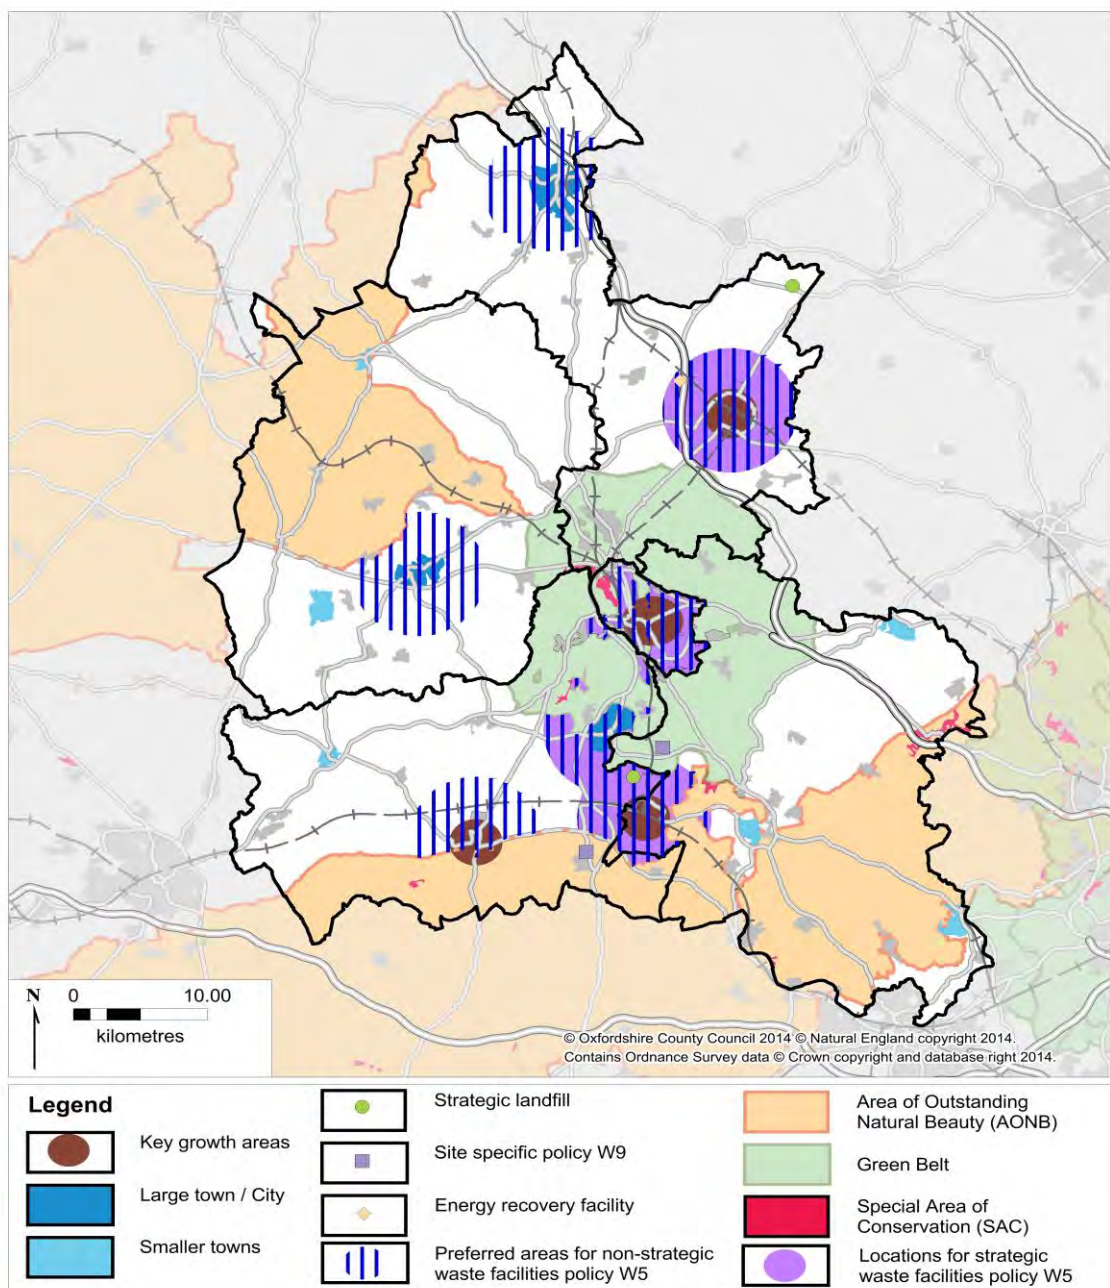 N
0 10.00
kilometres
© Oxfordshire County Council 2014 © Natural England copyright 2014.
Contains Ordnance Survey data © Crown copyright and database right 2014.
Legend
Key growth areas
Large town / City
Smaller towns
Strategic landfill
Site specific policy W9
Energy recovery facility
Preferred areas for non-strategic
waste facilities policy W5
Area of Outstanding
Natural Beauty (AONB)
Green Belt
Special Area of
Conservation (SAC)
Locations for strategic
waste facilities policy W5